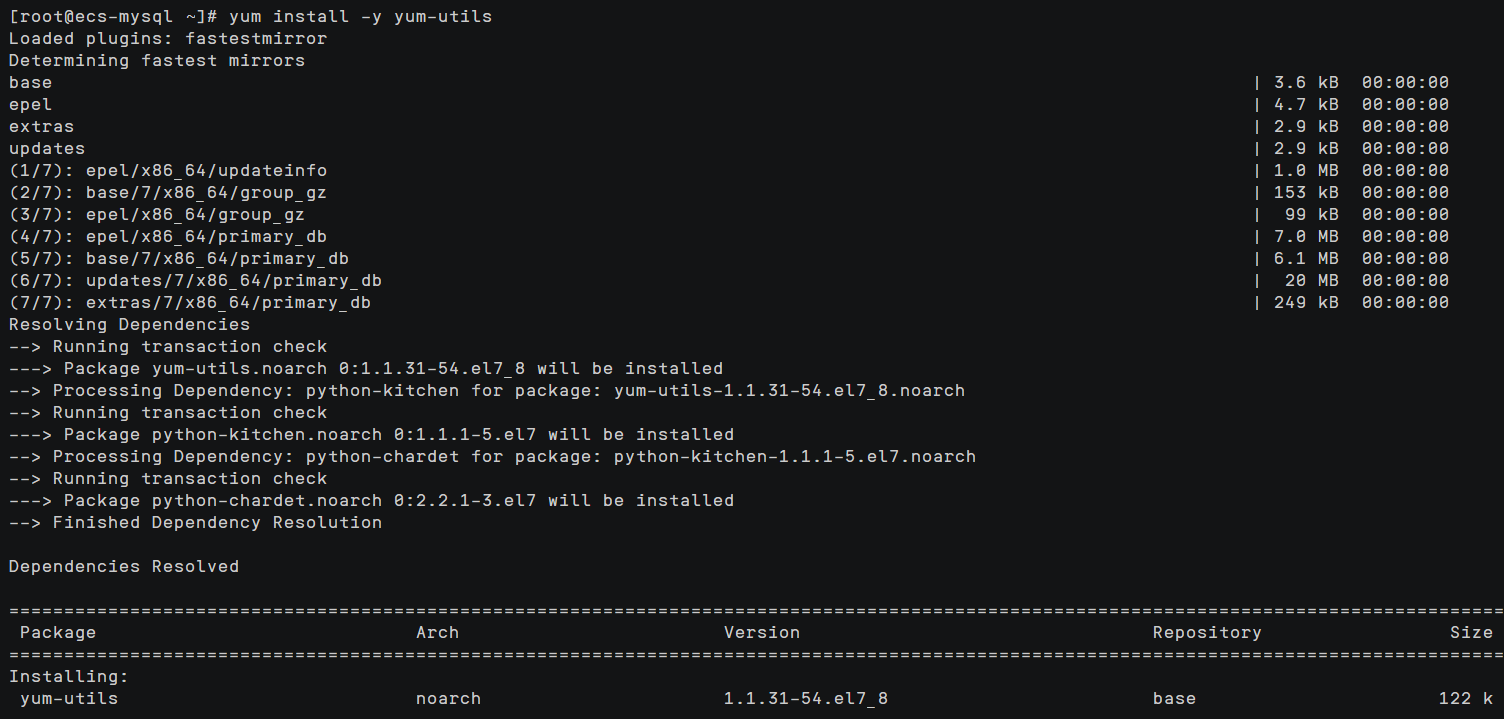 [root@ecs-mysql ~]# yum install -y yum-utils
Loaded plugins: fastestmirror
Determining fastest mirrors
base | 3.6 kB 00:00:00
epel | 4.7 kB 00:00:00
extras | 2.9 kB 00:00:00
updates | 2.9 kB 00:00:00
(1/7): epel/x86_64/updateinfo | 1.0 MB 00:00:00
(2/7): base/7/x86_64/group_gz | 153 kB 00:00:00
(3/7): epel/x86_64/group_gz | 99 kB 00:00:00
(4/7): epel/x86_64/primary_db | 7.0 MB 00:00:00
(5/7): base/7/x86_64/primary_db | 6.1 MB 00:00:00
(6/7): updates/7/x86_64/primary_db | 20 MB 00:00:00
(7/7): extras/7/x86_64/primary_db | 249 kB 00:00:00
Resolving Dependencies
--> Running transaction check
---> Package yum-utils.noarch 0:1.1.31-54.el7_8 will be installed
--> Processing Dependency: python-kitchen for package: yum-utils-1.1.31-54.el7_8.noarch
--> Running transaction check
---> Package python-kitchen.noarch 0:1.1.1-5.el7 will be installed
--> Processing Dependency: python-chardet for package: python-kitchen-1.1.1-5.el7.noarch
--> Running transaction check
---> Package python-chardet.noarch 0:2.2.1-3.el7 will be installed
--> Finished Dependency Resolution
Dependencies Resolved
========================================================================================================================================
Package Arch Version Repository Size
========================================================================================================================================
Installing:
yum-utils noarch 1.1.31-54.el7_8 base 122 k